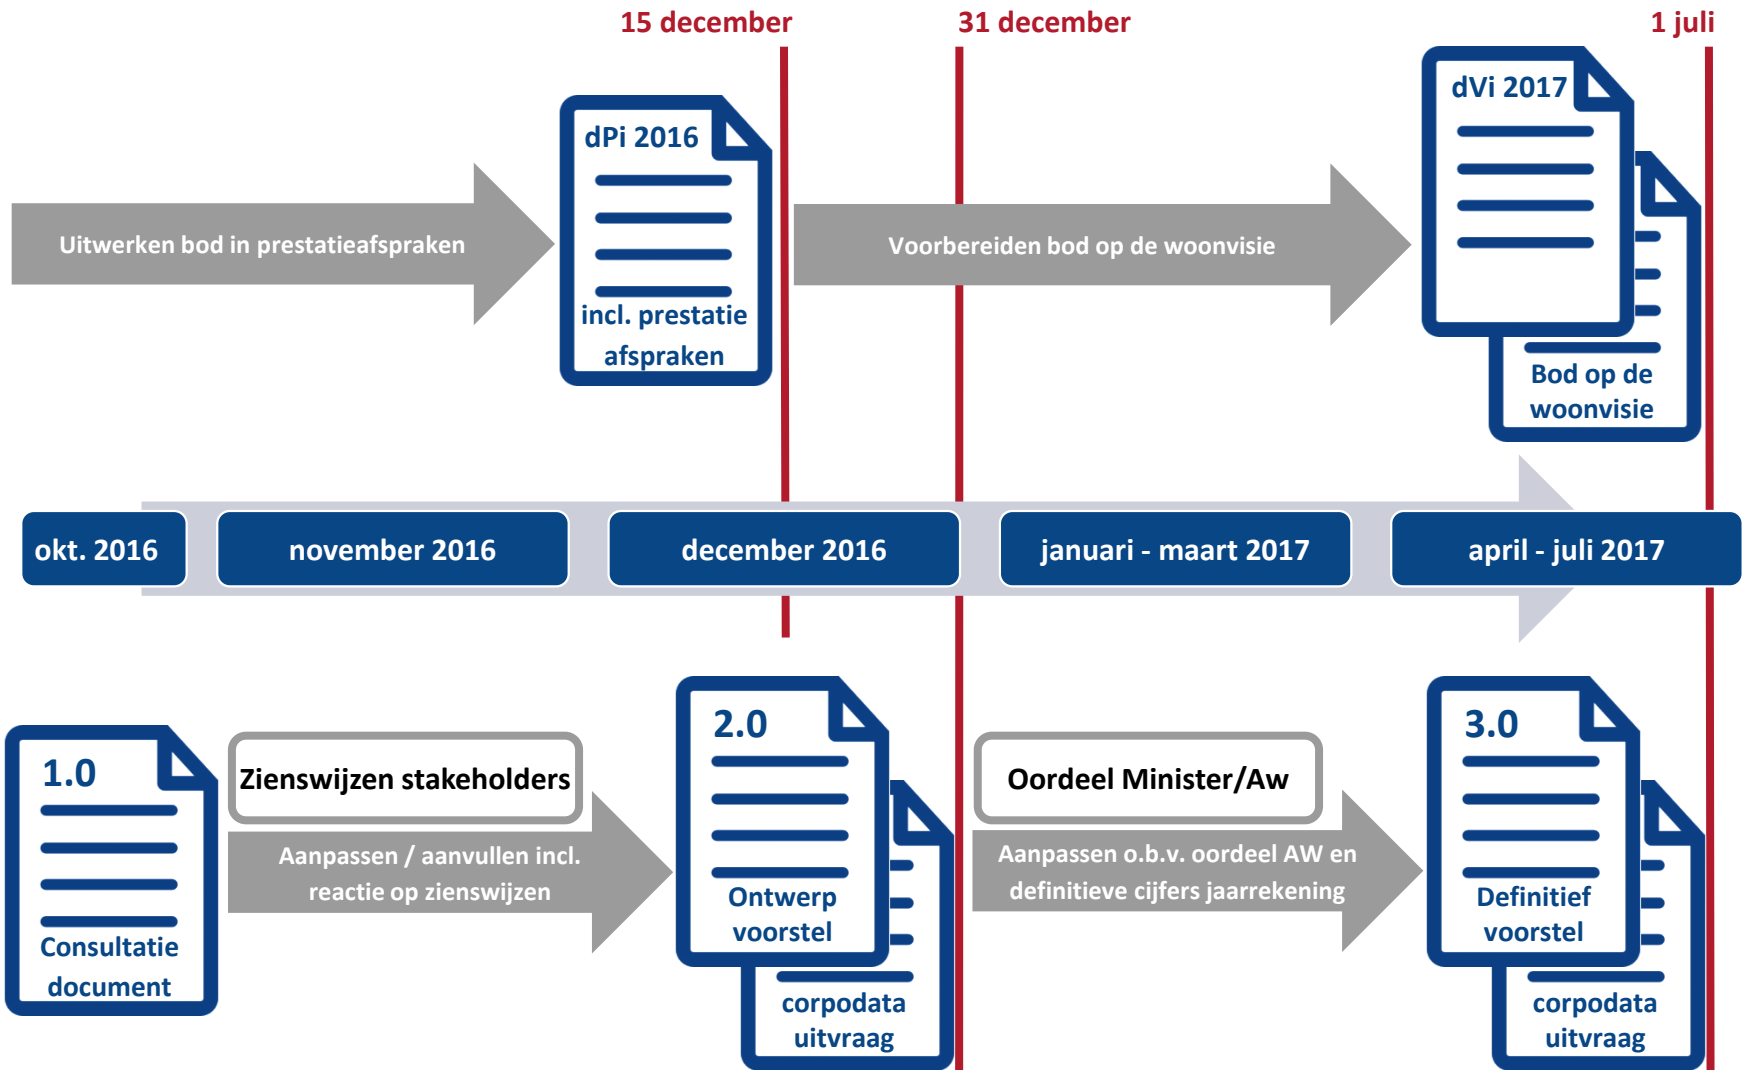 15 december
31 december
1 juli
dPi 2016
incl. prestatie
afspraken
dVi 2017
Bod op de
woonvisie
Uitwerken bod in prestatieafspraken
Voorbereiden bod op de woonvisie
okt. 2016
november 2016
december 2016
januari - maart 2017
april - juli 2017
1.0
Consultatie
document
Zienswijzen stakeholders
Aanpassen / aanvullen incl.
reactie op zienswijzen
2.0
Ontwerp
voorstel
corpodata
uitvraag
Oordeel Minister/Aw
Aanpassen o.b.v. oordeel AW en
definitieve cijfers jaarrekening
3.0
Definitief
voorstel
corpodata
uitvraag